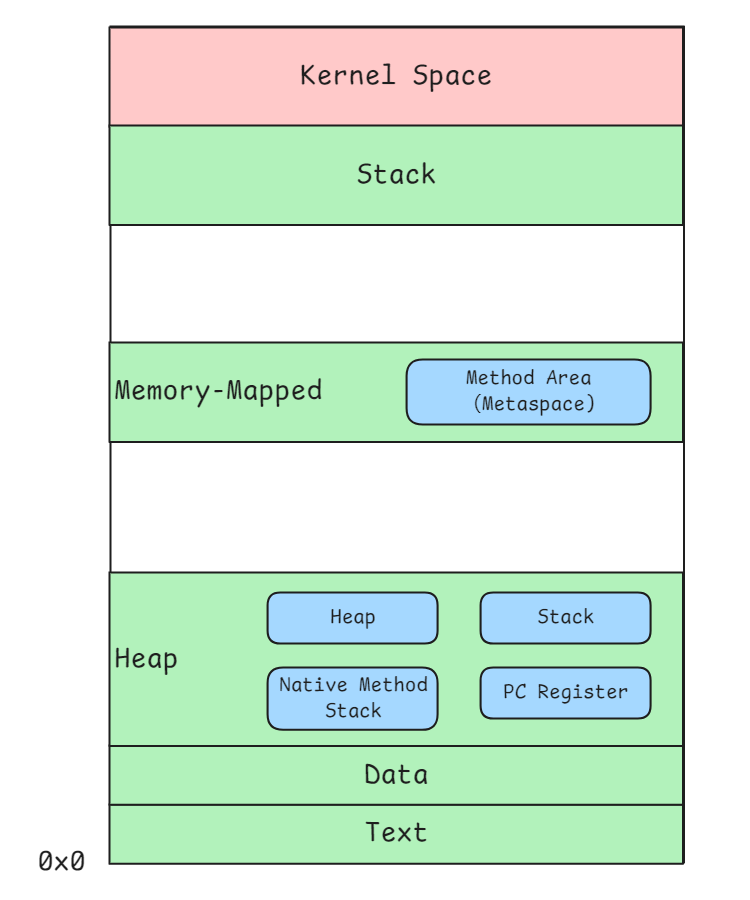 Kernel Space
Stack
Memory-Mapped
Method Area
(Metaspace)
Heap
Heap
Stack
Native Method
Stack
PC Register
Data
Text
0x0